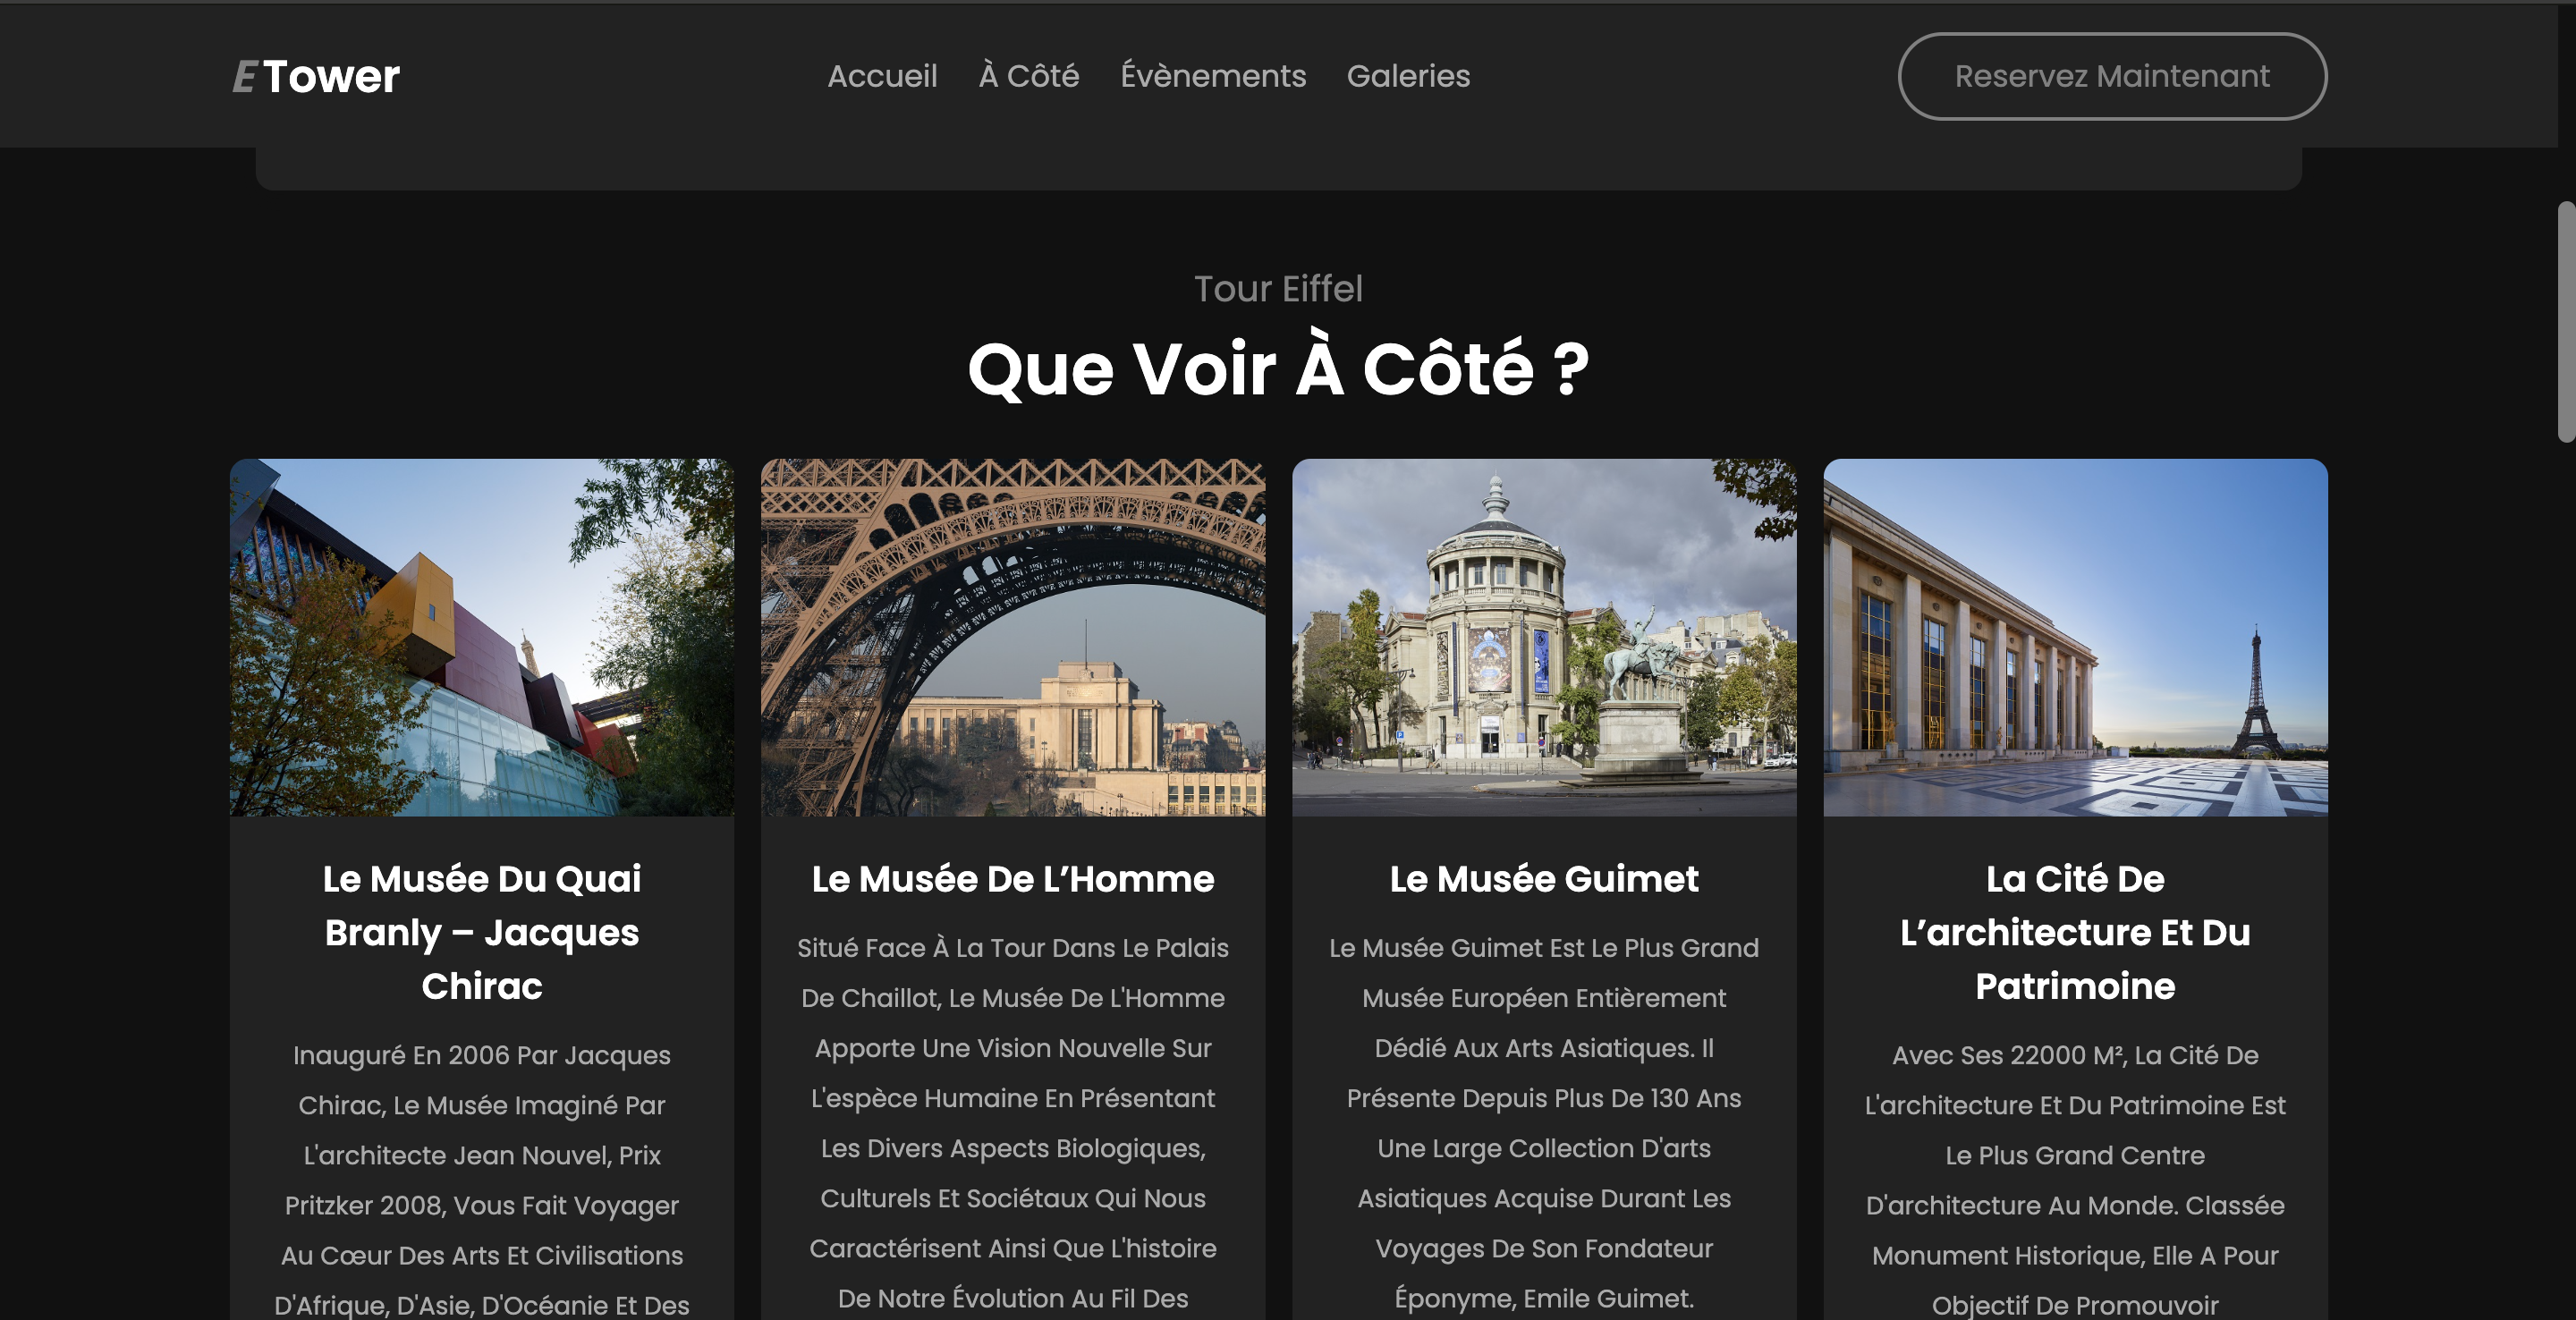 E Tower
Accueil À Côté Évènements Galeries
Reservez Maintenant
Tour Eiffel
Que Voir À Côté ?
Le Musée Du Quai
Branly – Jacques
Chirac
Inauguré En 2006 Par Jacques
Chirac, Le Musée Imaginé Par
L'architecte Jean Nouvel, Prix
Pritzker 2008, Vous Fait Voyager
Au Cœur Des Arts Et Civilisations
D'Afrique, D'Asie, D'Océanie Et Des
Le Musée De L’Homme
Situé Face À La Tour Dans Le Palais
De Chaillot, Le Musée De L'Homme
Apporte Une Vision Nouvelle Sur
L'espèce Humaine En Présentant
Les Divers Aspects Biologiques,
Culturels Et Sociétaux Qui Nous
Caractérisent Ainsi Que L'histoire
De Notre Évolution Au Fil Des
Le Musée Guimet
Le Musée Guimet Est Le Plus Grand
Musée Européen Entièrement
Dédié Aux Arts Asiatiques. Il
Présente Depuis Plus De 130 Ans
Une Large Collection D'arts
Asiatiques Acquise Durant Les
Voyages De Son Fondateur
Éponyme, Emile Guimet.
La Cité De
L’architecture Et Du
Patrimoine
Avec Ses 22000 M², La Cité De
L'architecture Et Du Patrimoine Est
Le Plus Grand Centre
D'architecture Au Monde. Classée
Monument Historique, Elle A Pour
Objectif De Promouvoir